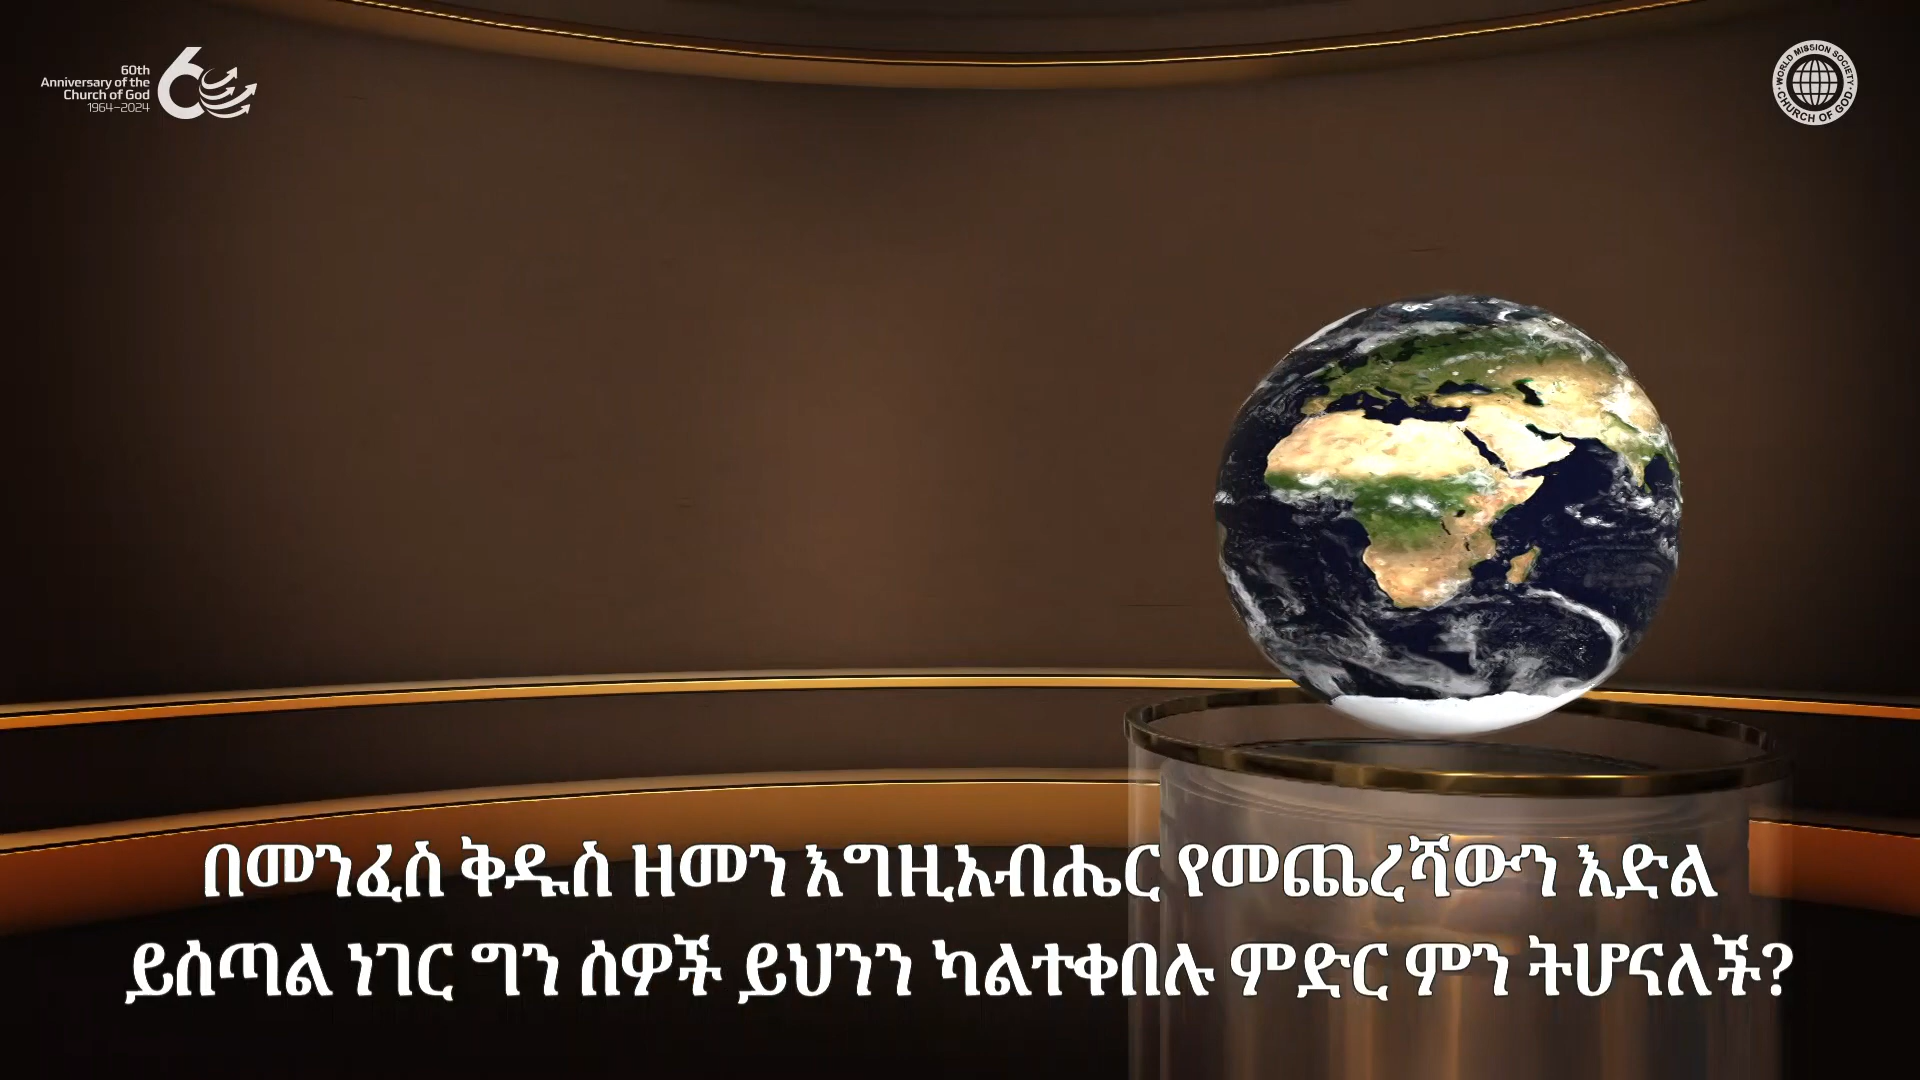 60th
Anniversary of the
Church of God
1964–2024
WORLD MISSION SOCIETY
CHURCH OF GOD
በመንፈስ ቅዱስ ዘመን እግዚአብሔር የመጨረሻውን እድል
ይሰጣል ነገር ግን ሰዎች ይህንን ካልተቀበሉ ምድር ምን ትሆናለች?